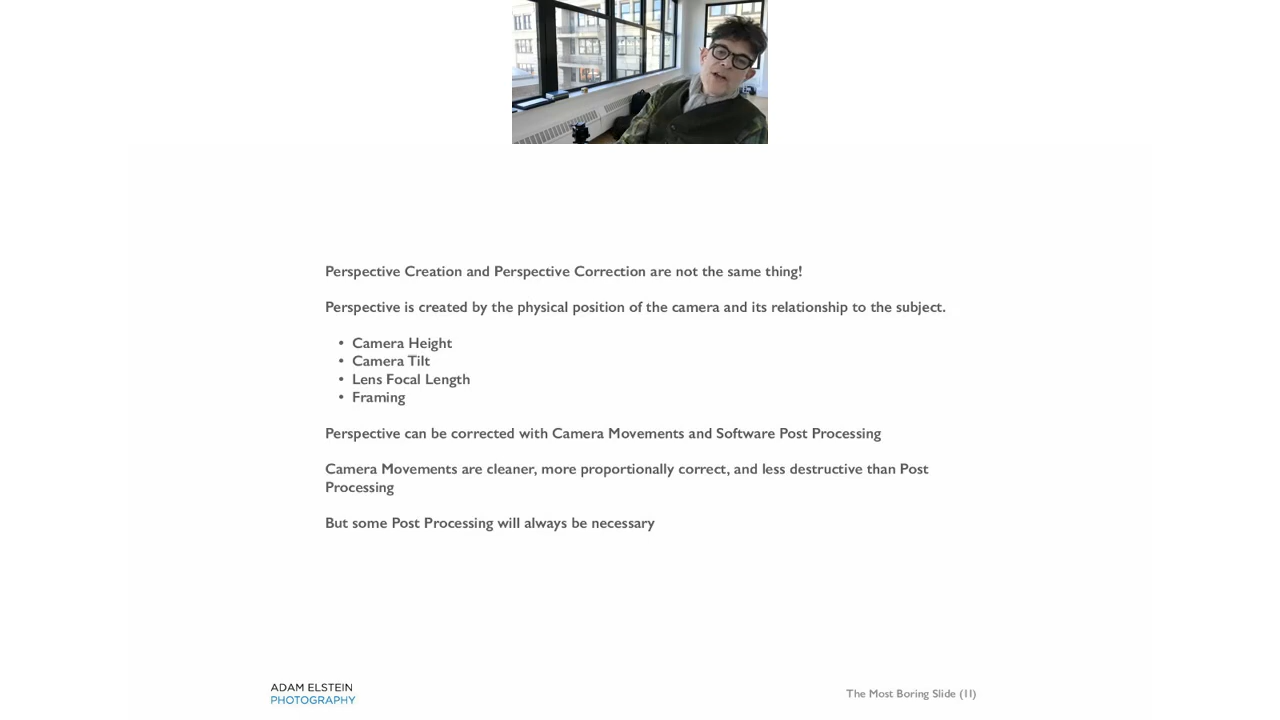 Perspective Creation and Perspective Correction are not the same thing!
Perspective is created by the physical position of the camera and its relationship to the subject.
• Camera Height
• Camera Tilt
• Lens Focal Length
• Framing
Perspective can be corrected with Camera Movements and Software Post Processing
Camera Movements are cleaner, more proportionally correct, and less destructive than Post
Processing
But some Post Processing will always be necessary
ADAM ELSTEIN
PHOTOGRAPHY
The Most Boring Slide (11)